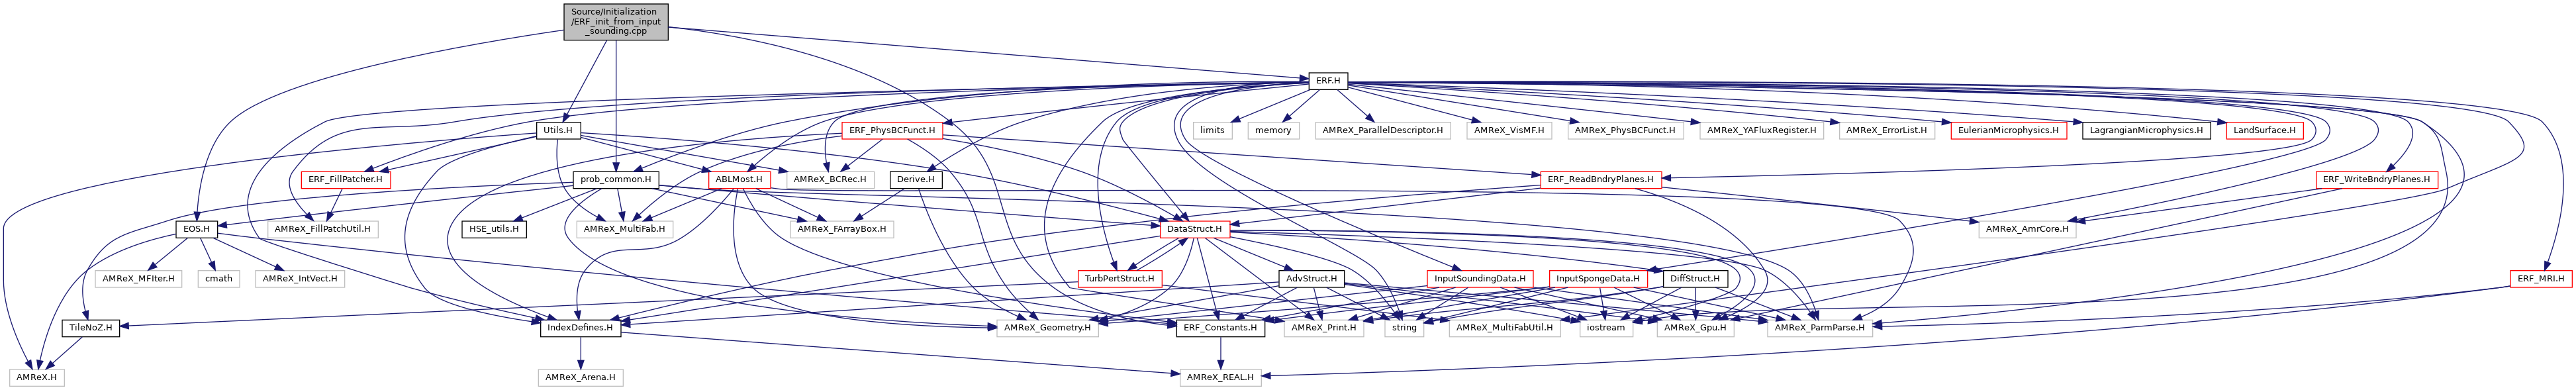 Source/Initialization
/ERF_init_from_input
_sounding.cpp
ERF.H
Utils.H
ERF_PhysBCFunct.H
limits
memory
AMReX_ParallelDescriptor.H
AMReX_VisMF.H
AMReX_PhysBCFunct.H
AMReX_YAFluxRegister.H
AMReX_ErrorList.H
EulerianMicrophysics.H
LagrangianMicrophysics.H
LandSurface.H
ERF_FillPatcher.H
prob_common.H
ABLMost.H
AMReX_BCRec.H
Derive.H
ERF_ReadBndryPlanes.H
ERF_WriteBndryPlanes.H
EOS.H
AMReX_FillPatchUtil.H
HSE_utils.H
AMReX_MultiFab.H
AMReX_FArrayBox.H
DataStruct.H
AMReX_AmrCore.H
AMReX_MFIter.H
cmath
AMReX_IntVect.H
TurbPertStruct.H
AdvStruct.H
InputSoundingData.H
InputSpongeData.H
DiffStruct.H
ERF_MRI.H
TileNoZ.H
IndexDefines.H
AMReX_Geometry.H
ERF_Constants.H
AMReX_Print.H
string
AMReX_MultiFabUtil.H
iostream
AMReX_Gpu.H
AMReX_ParmParse.H
AMReX.H
AMReX_Arena.H
AMReX_REAL.H